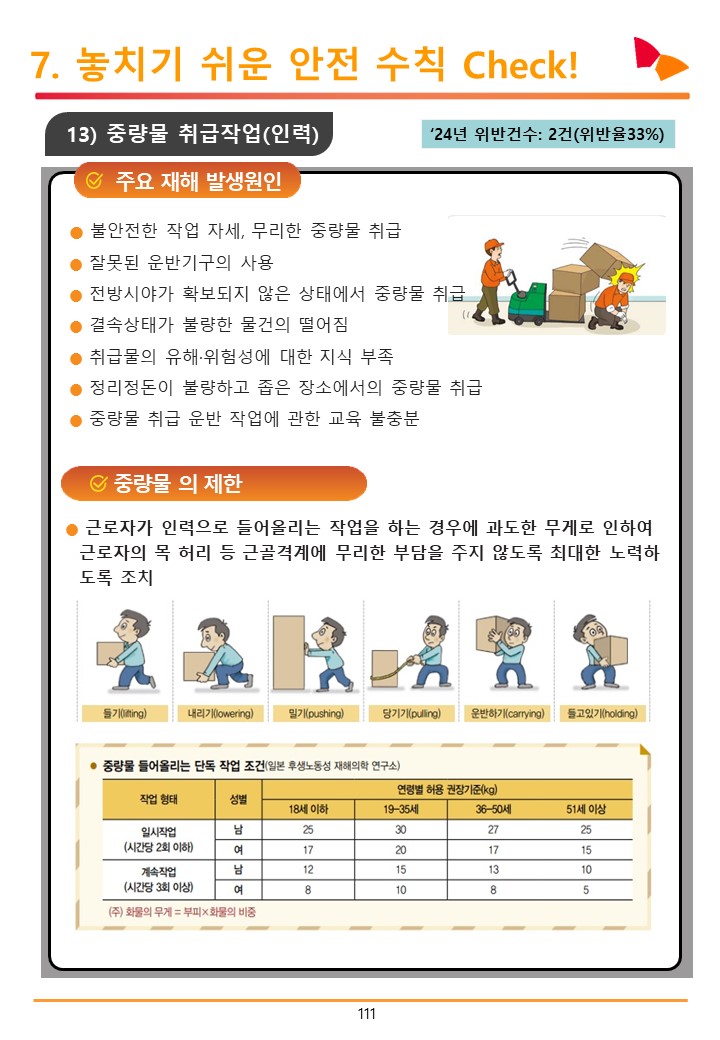 7. 놓치기 쉬운 안전 수칙 Check!
13) 중량물 취급작업(인력)
‘24년 위반건수: 2건(위반율33%)
주요 재해 발생원인
불안전한 작업 자세, 무리한 중량물 취급
잘못된 운반기구의 사용
전방시야가 확보되지 않은 상태에서 중량물 취급
결속상태가 불량한 물건의 떨어짐
취급물의 유해·위험성에 대한 지식 부족
정리정돈이 불량하고 좁은 장소에서의 중량물 취급
중량물 취급 운반 작업에 관한 교육 불충분
중량물 의 제한
근로자가 인력으로 들어올리는 작업을 하는 경우에 과도한 무게로 인하여
근로자의 목 허리 등 근골격계에 무리한 부담을 주지 않도록 최대한 노력하
도록 조치
들기(lifting) 내리기(lowering) 밀기(pushing) 당기기(pulling) 운반하기(carrying) 들고있기(holding)
중량물 들어올리는 단독 작업 조건(일본 후생노동성 재해의학 연구소)
작업 형태 성별 연령별 허용 권장기준(kg)
18세 이하 19~35세 36~50세 51세 이상
일시작업 (시간당 2회 이하) 남 25 30 27 25
여 17 20 17 15
계속작업 (시간당 3회 이상) 남 12 15 13 10
여 8 10 8 5
(주) 화물의 무게 = 부피×화물의 비중
111